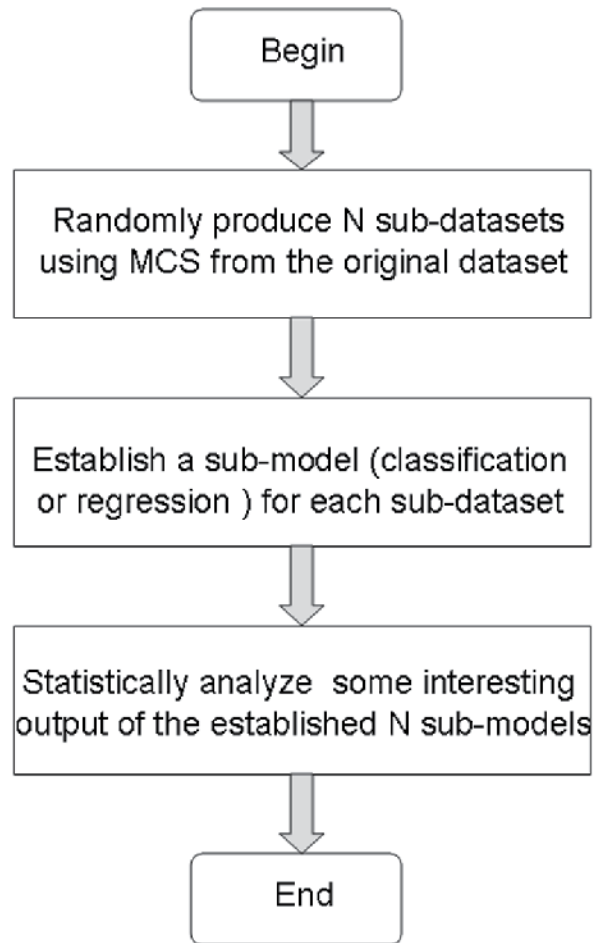 Begin
Randomly produce N sub-datasets
using MCS from the original dataset
Establish a sub-model (classification
or regression ) for each sub-dataset
Statistically analyze some interesting
output of the established N sub-models
End